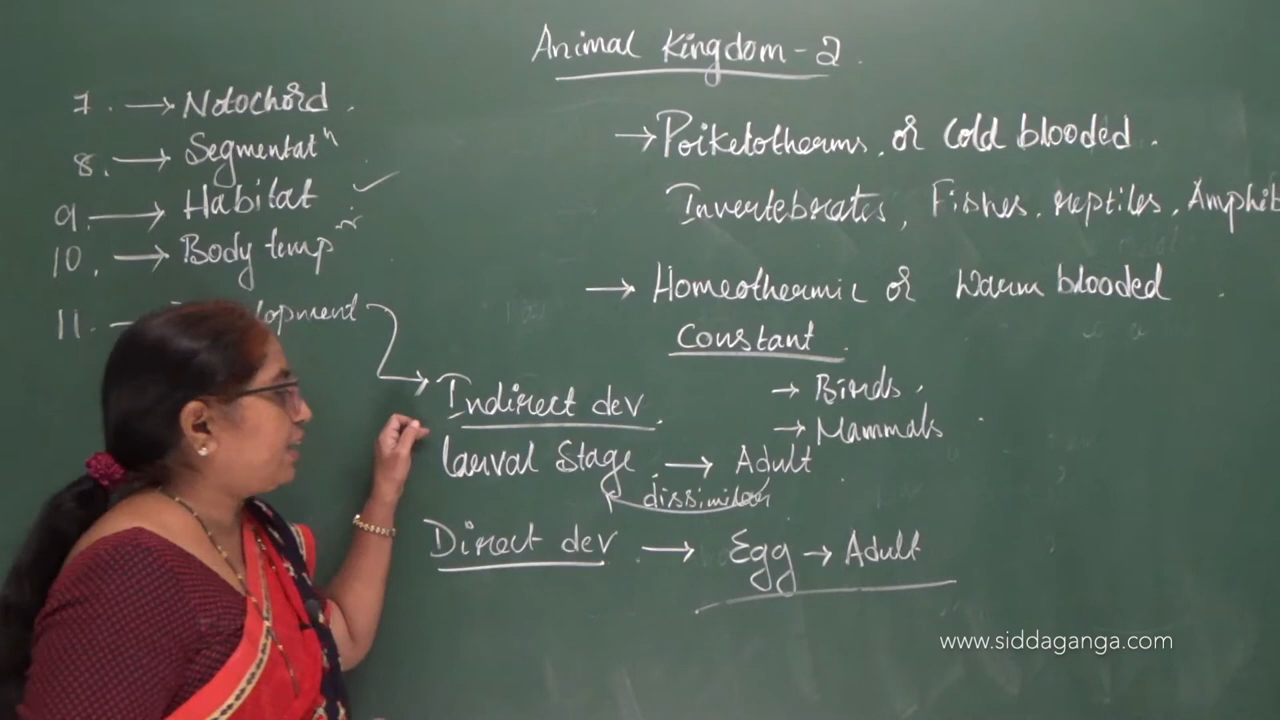 Animal Kingdom - 2
7. → Notochord.
8. → Segmentatⁿ
9. → Habitat ✓
10. → Body temp
11. → lopment
→ Poikelotherms. or Cold blooded.
Invertebrates, Fishes. reptiles, Amphib
→ Homeothermic or Warm blooded.
Constant.
→ Birds.
→ Mammals
Indirect dev.
Larval Stage. → Adult
dissimilar
Direct dev → Egg → Adult
www.siddaganga.com